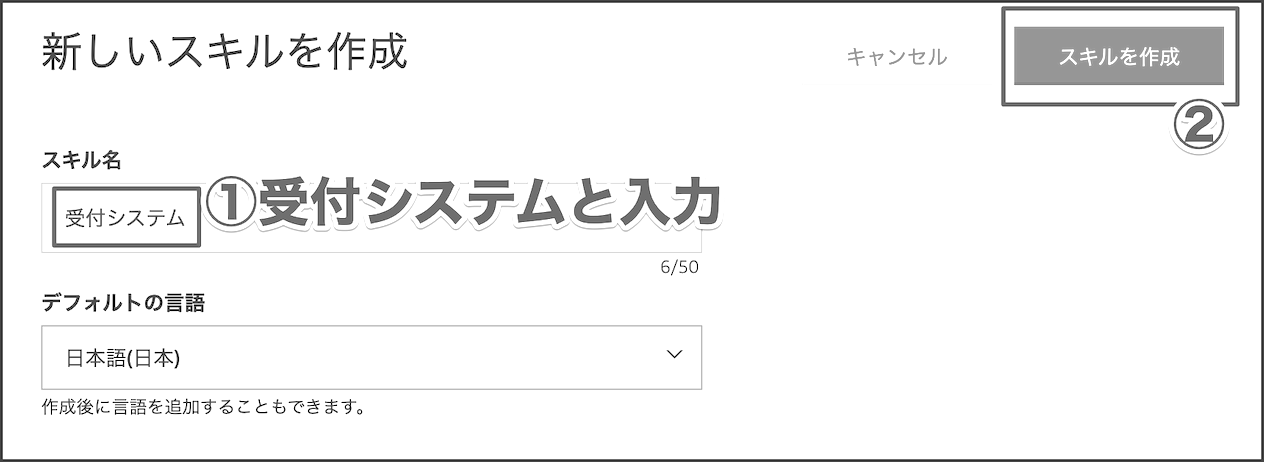 新しいスキルを作成
キャンセル
スキルを作成
②
スキル名
受付システム
①受付システムと入力
6/50
デフォルトの言語
日本語(日本)
作成後に言語を追加することもできます。